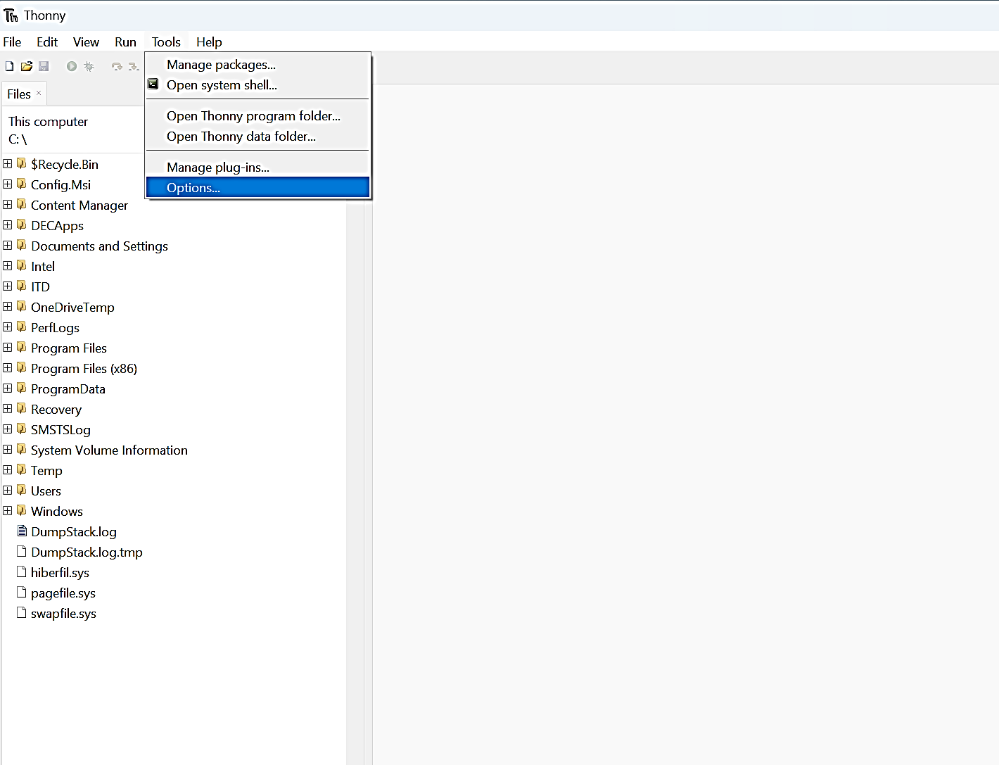 Thonny
File Edit View Run Tools Help
Manage packages...
Open system shell...
Open Thonny program folder...
Open Thonny data folder...
Manage plug-ins...
Options...
Files ×
This computer
C:\
$Recycle.Bin
Config.Msi
Content Manager
DECApps
Documents and Settings
Intel
ITD
OneDriveTemp
PerfLogs
Program Files
Program Files (x86)
ProgramData
Recovery
SMSTSLog
System Volume Information
Temp
Users
Windows
DumpStack.log
DumpStack.log.tmp
hiberfil.sys
pagefile.sys
swapfile.sys